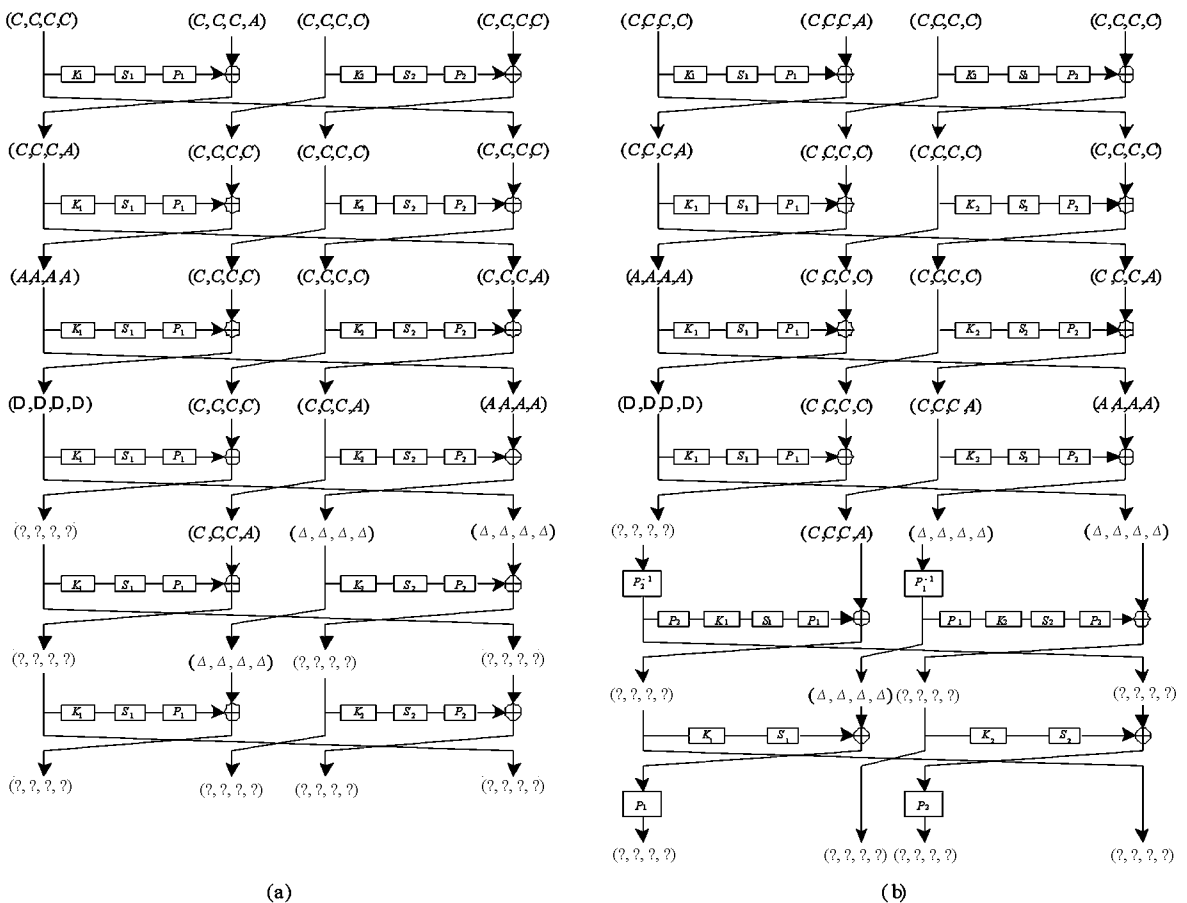 (C,C,C,C) (C,C,C,A) (C,C,C,C) (C,C,C,C)
K₁ S₁ P₁ K₂ S₂ P₂
(C,C,C,A) (C,C,C,C) (C,C,C,C) (C,C,C,C)
K₁ S₁ P₁ K₂ S₂ P₂
(A,A,A,A) (C,C,C,C) (C,C,C,C) (C,C,C,A)
K₁ S₁ P₁ K₂ S₂ P₂
(D,D,D,D) (C,C,C,C) (C,C,C,A) (A,A,A,A)
K₁ S₁ P₁ K₂ S₂ P₂
(?, ?, ?, ?) (C,C,C,A) (Δ, Δ, Δ, Δ) (Δ, Δ, Δ, Δ)
K₁ S₁ P₁ K₂ S₂ P₂
(?, ?, ?, ?) (Δ, Δ, Δ, Δ) (?, ?, ?, ?) (?, ?, ?, ?)
K₁ S₁ P₁ K₂ S₂ P₂
(?, ?, ?, ?) (?, ?, ?, ?) (?, ?, ?, ?) (?, ?, ?, ?)
(a)
(C,C,C,C) (C,C,C,A) (C,C,C,C) (C,C,C,C)
K₁ S₁ P₁ K₂ P₂
(C,C,C,A) (C,C,C,C) (C,C,C,C) (C,C,C,C)
K₁ S₁ P₁ K₂ S₂ P₂
(A,A,A,A) (C,C,C,C) (C,C,C,C) (C,C,C,A)
K₁ S₁ P₁ K₂ S₂ P₂
(D,D,D,D) (C,C,C,C) (C,C,C,A) (A,A,A,A)
K₁ S₁ P₁ K₂ S₂ P₂
(?, ?, ?, ?) (C,C,C,A) (Δ, Δ, Δ, Δ) (Δ, Δ, Δ, Δ)
P₂⁻¹ P₁⁻¹
P₂ K₁ S₁ P₁ P₁ K₂ S₂ P₂
(?, ?, ?, ?) (Δ, Δ, Δ, Δ) (?, ?, ?, ?) (?, ?, ?, ?)
K₁ S₁ K₂ S₂
P₁ P₂
(?, ?, ?, ?) (?, ?, ?, ?) (?, ?, ?, ?) (?, ?, ?, ?)
(b)